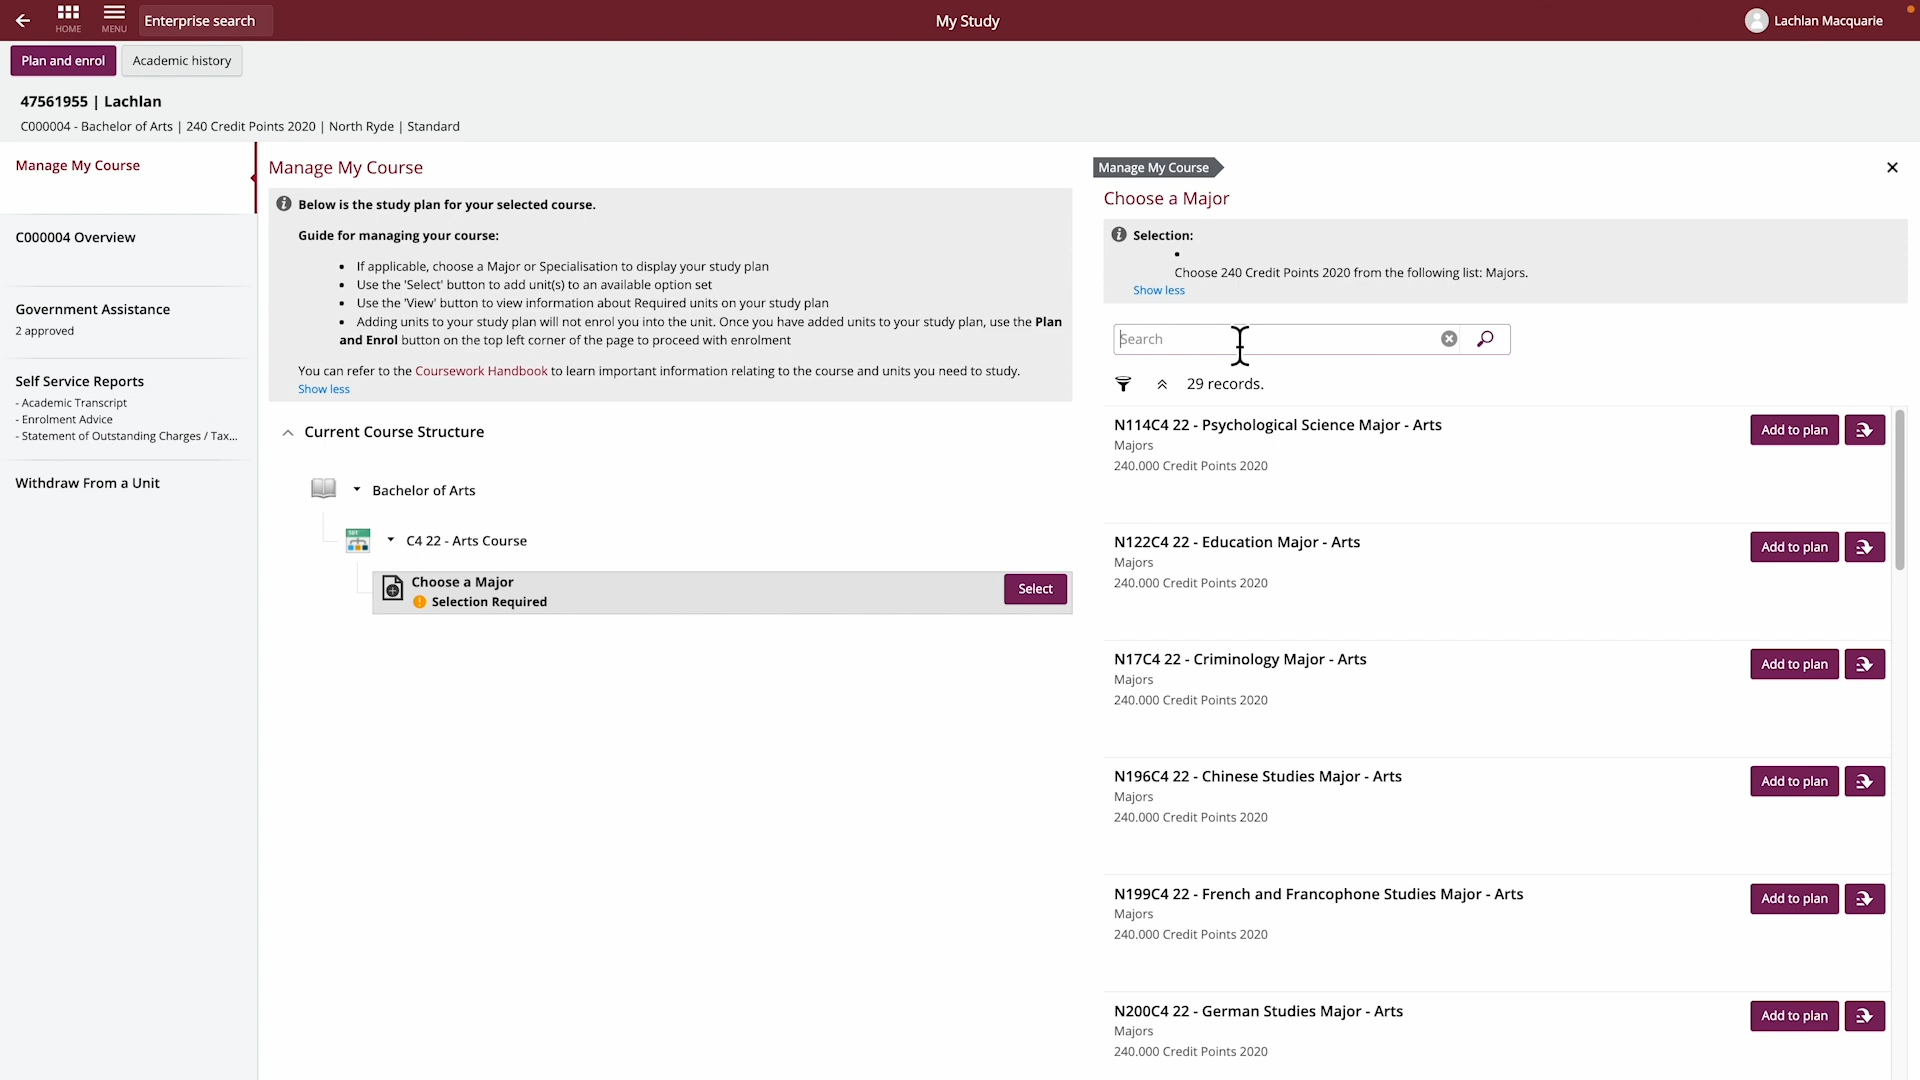 HOME
MENU
Enterprise search
My Study
Lachlan Macquarie
Plan and enrol
Academic history
47561955 | Lachlan
C000004 - Bachelor of Arts | 240 Credit Points 2020 | North Ryde | Standard
Manage My Course
C000004 Overview
Government Assistance
2 approved
Self Service Reports
- Academic Transcript
- Enrolment Advice
- Statement of Outstanding Charges / Tax...
Withdraw From a Unit
Manage My Course
Below is the study plan for your selected course.
Guide for managing your course:
• If applicable, choose a Major or Specialisation to display your study plan
• Use the 'Select' button to add unit(s) to an available option set
• Use the 'View' button to view information about Required units on your study plan
• Adding units to your study plan will not enrol you into the unit. Once you have added units to your study plan, use the Plan
and Enrol button on the top left corner of the page to proceed with enrolment
You can refer to the Coursework Handbook to learn important information relating to the course and units you need to study.
Show less
Current Course Structure
Bachelor of Arts
C4 22 - Arts Course
Choose a Major
Selection Required
Select
Manage My Course
Choose a Major
Selection:
•
Choose 240 Credit Points 2020 from the following list: Majors.
Show less
Search
29 records.
N114C4 22 - Psychological Science Major - Arts
Majors
240.000 Credit Points 2020
Add to plan
N122C4 22 - Education Major - Arts
Majors
240.000 Credit Points 2020
Add to plan
N17C4 22 - Criminology Major - Arts
Majors
240.000 Credit Points 2020
Add to plan
N196C4 22 - Chinese Studies Major - Arts
Majors
240.000 Credit Points 2020
Add to plan
N199C4 22 - French and Francophone Studies Major - Arts
Majors
240.000 Credit Points 2020
Add to plan
N200C4 22 - German Studies Major - Arts
Majors
240.000 Credit Points 2020
Add to plan